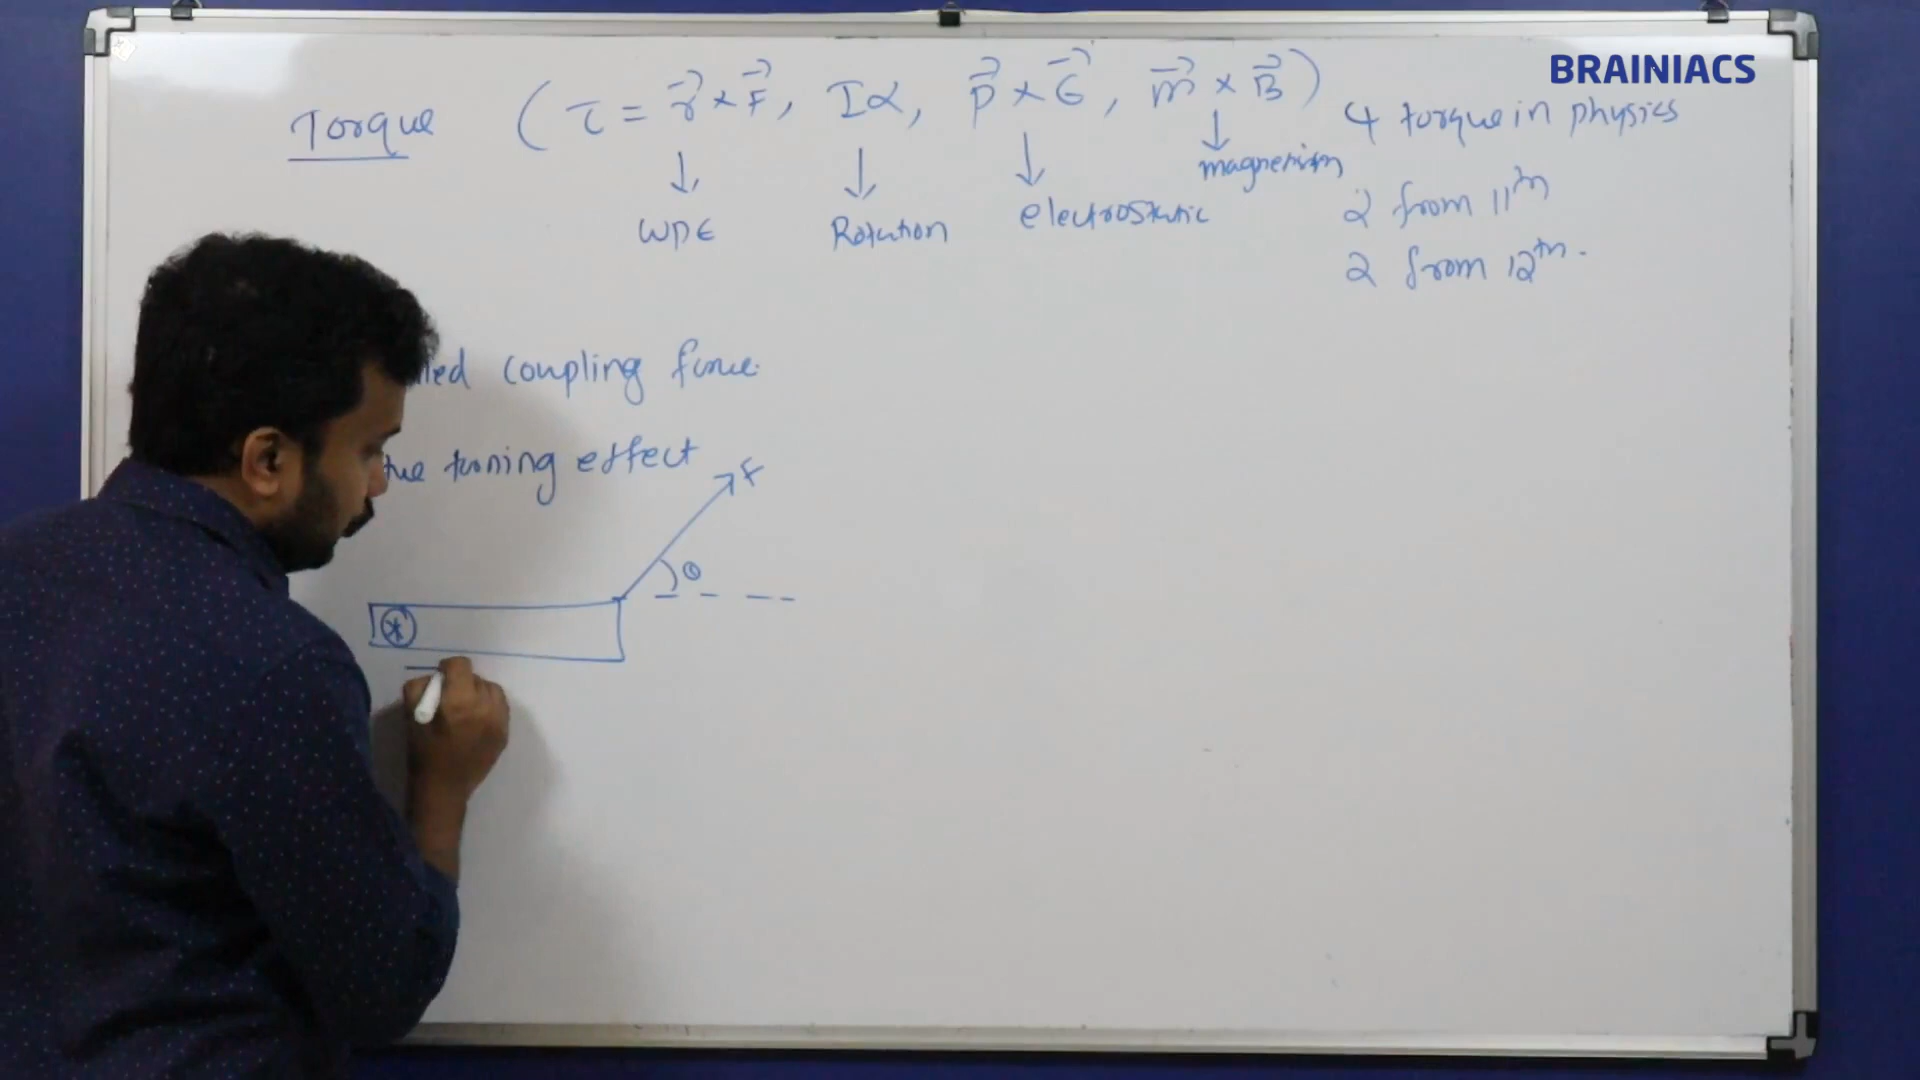 BRAINIACS
Torque ( τ = r⃗ × F⃗, Iα, p⃗ × E⃗, m⃗ × B⃗ )
4 torque in physics
↓ ↓ ↓ ↓
WPE Rotation electrostatic magnetism
2 from 11th
2 from 12th.
coupling force.
turning effect
F
θ